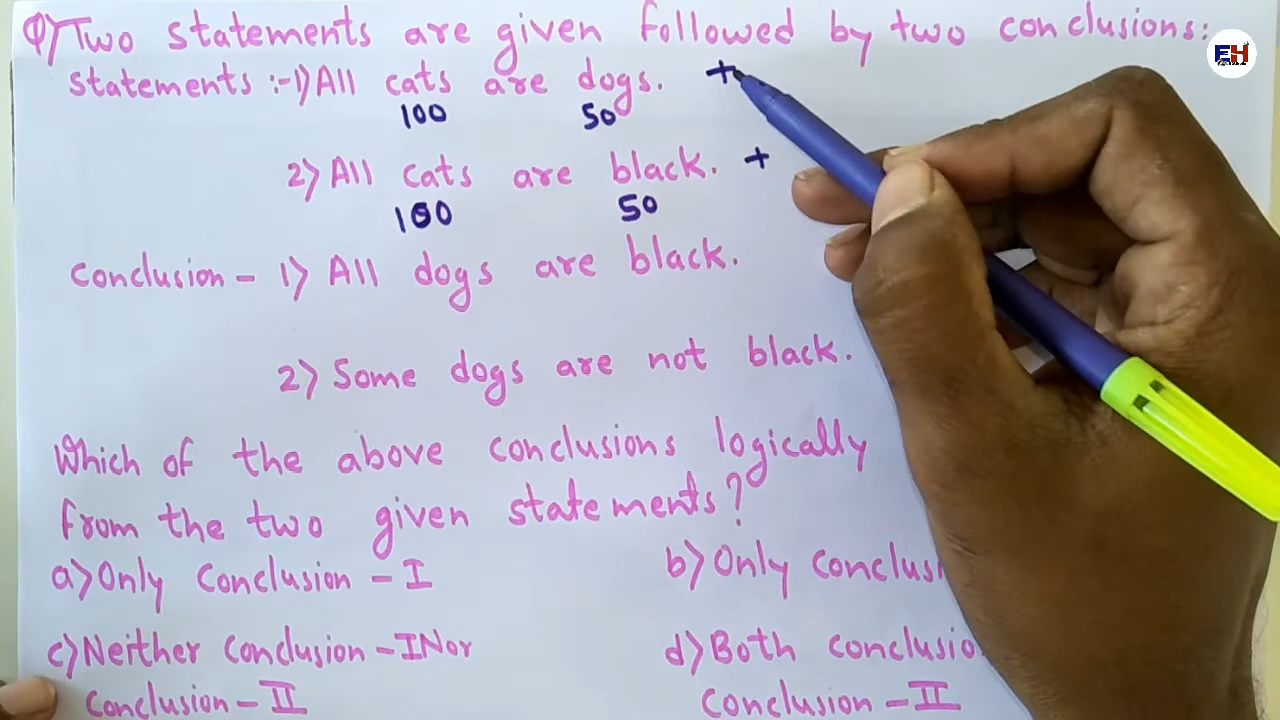 Q) Two statements are given followed by two conclusions:
EH
statements :- 1) All cats are dogs. +
100 50
2) All cats are black. +
100 50
Conclusion - 1) All dogs are black.
2) Some dogs are not black.
Which of the above conclusions logically
from the two given statements?
a) Only Conclusion - I
b) Only
c) Neither Conclusion - I Nor
Conclusion - II
d) Both
Conclusion - II